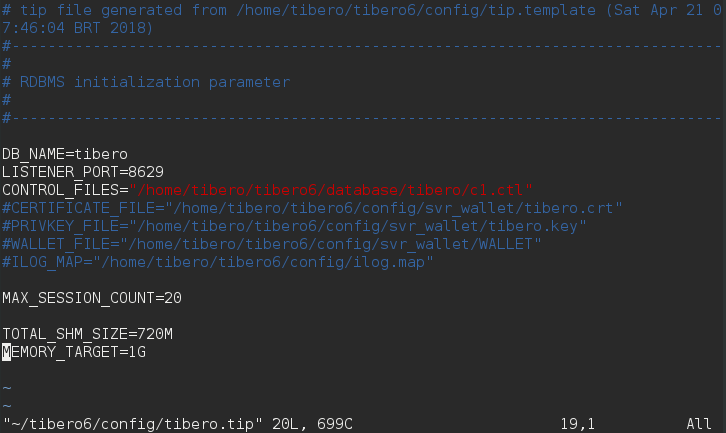 # tip file generated from /home/tibero/tibero6/config/tip.template (Sat Apr 21 0
7:46:04 BRT 2018)
#-------------------------------------------------------------------------------
#
# RDBMS initialization parameter
#
#-------------------------------------------------------------------------------
DB_NAME=tibero
LISTENER_PORT=8629
CONTROL_FILES="/home/tibero/tibero6/database/tibero/c1.ctl"
#CERTIFICATE_FILE="/home/tibero/tibero6/config/svr_wallet/tibero.crt"
#PRIVKEY_FILE="/home/tibero/tibero6/config/svr_wallet/tibero.key"
#WALLET_FILE="/home/tibero/tibero6/config/svr_wallet/WALLET"
#ILOG_MAP="/home/tibero/tibero6/config/ilog.map"
MAX_SESSION_COUNT=20
TOTAL_SHM_SIZE=720M
MEMORY_TARGET=1G
~
~
"~/tibero6/config/tibero.tip" 20L, 699C 19,1 All